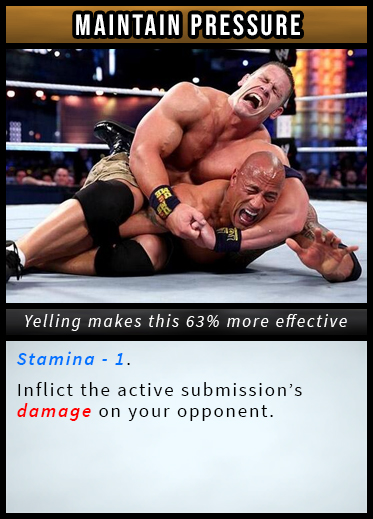 MAINTAIN PRESSURE
Yelling makes this 63% more effective
Stamina - 1.
Inflict the active submission's
damage on your opponent.